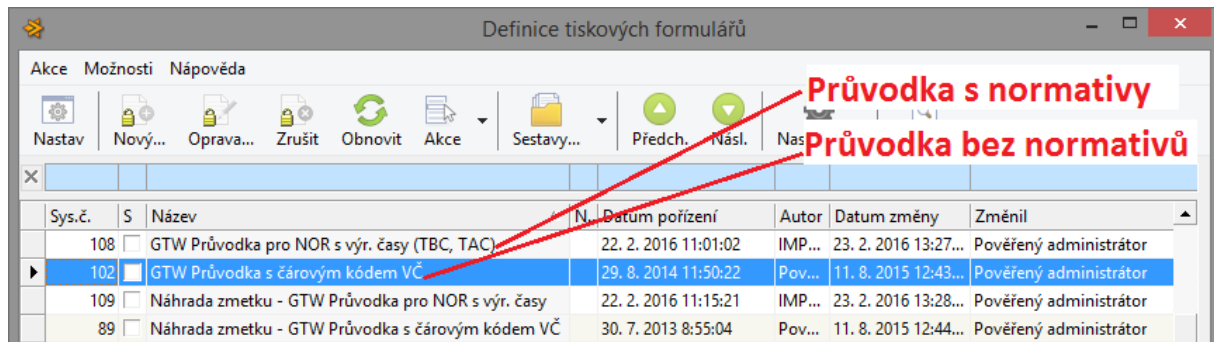 Definice tiskových formulářů
Akce Možnosti Nápověda
Průvodka s normativy
Nastav Nový... Oprava... Zrušit Obnovit Akce Sestavy... Předch. Násl. Nas
Průvodka bez normativů
Sys.č. S Název N.. Datum pořízení Autor Datum změny Změnil
108 GTW Průvodka pro NOR s výr. časy (TBC, TAC) 22. 2. 2016 11:01:02 IMP... 23. 2. 2016 13:27... Pověřený administrátor
102 GTW Průvodka s čárovým kódem VČ 29. 8. 2014 11:50:22 Pov... 11. 8. 2015 12:43... Pověřený administrátor
109 Náhrada zmetku - GTW Průvodka pro NOR s výr. časy 22. 2. 2016 11:15:21 IMP... 23. 2. 2016 13:28... Pověřený administrátor
89 Náhrada zmetku - GTW Průvodka s čárovým kódem VČ 30. 7. 2013 8:55:04 Pov... 11. 8. 2015 12:44... Pověřený administrátor